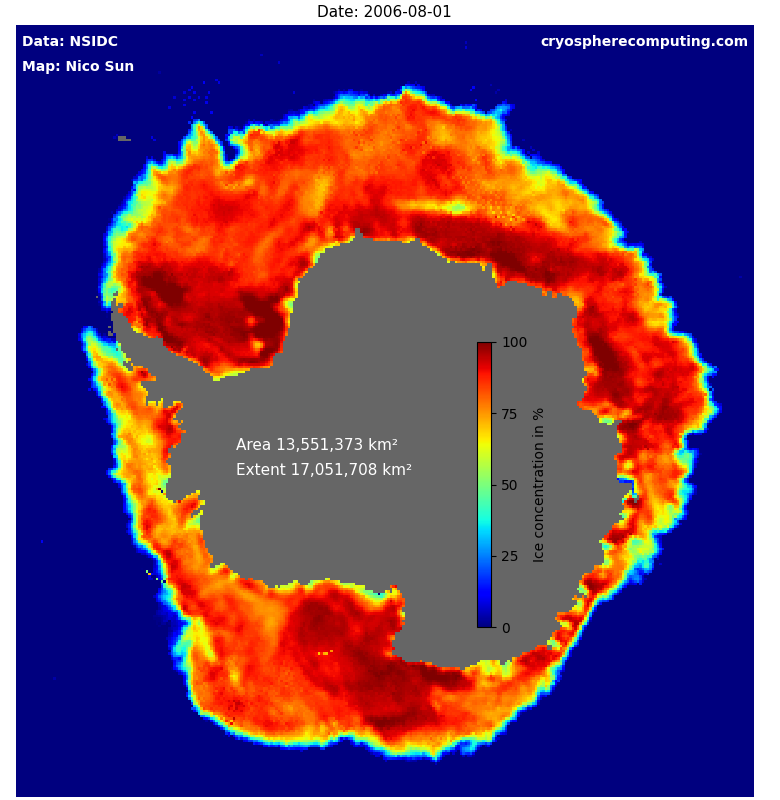 Date: 2006-08-01
Data: NSIDC
cryospherecomputing.com
Map: Nico Sun
100
75
50
25
0
Ice concentration in %
Area 13,551,373 km²
Extent 17,051,708 km²